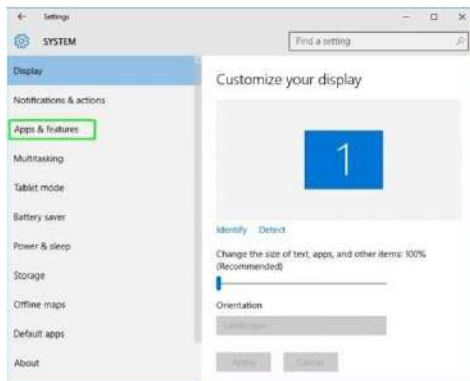 Settings
SYSTEM
Find a setting
Display
Notifications & actions
Apps & features
Multitasking
Tablet mode
Battery saver
Power & sleep
Storage
Offline maps
Default apps
About
Customize your display
1
Identify Detect
Change the size of text, apps, and other items: 100%
(Recommended)
Orientation
Landscape
Apply Cancel